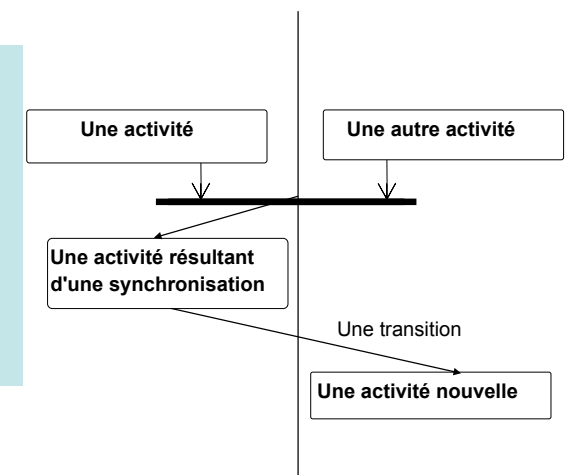 Une activité
Une autre activité
Une activité résultant
d'une synchronisation
Une transition
Une activité nouvelle